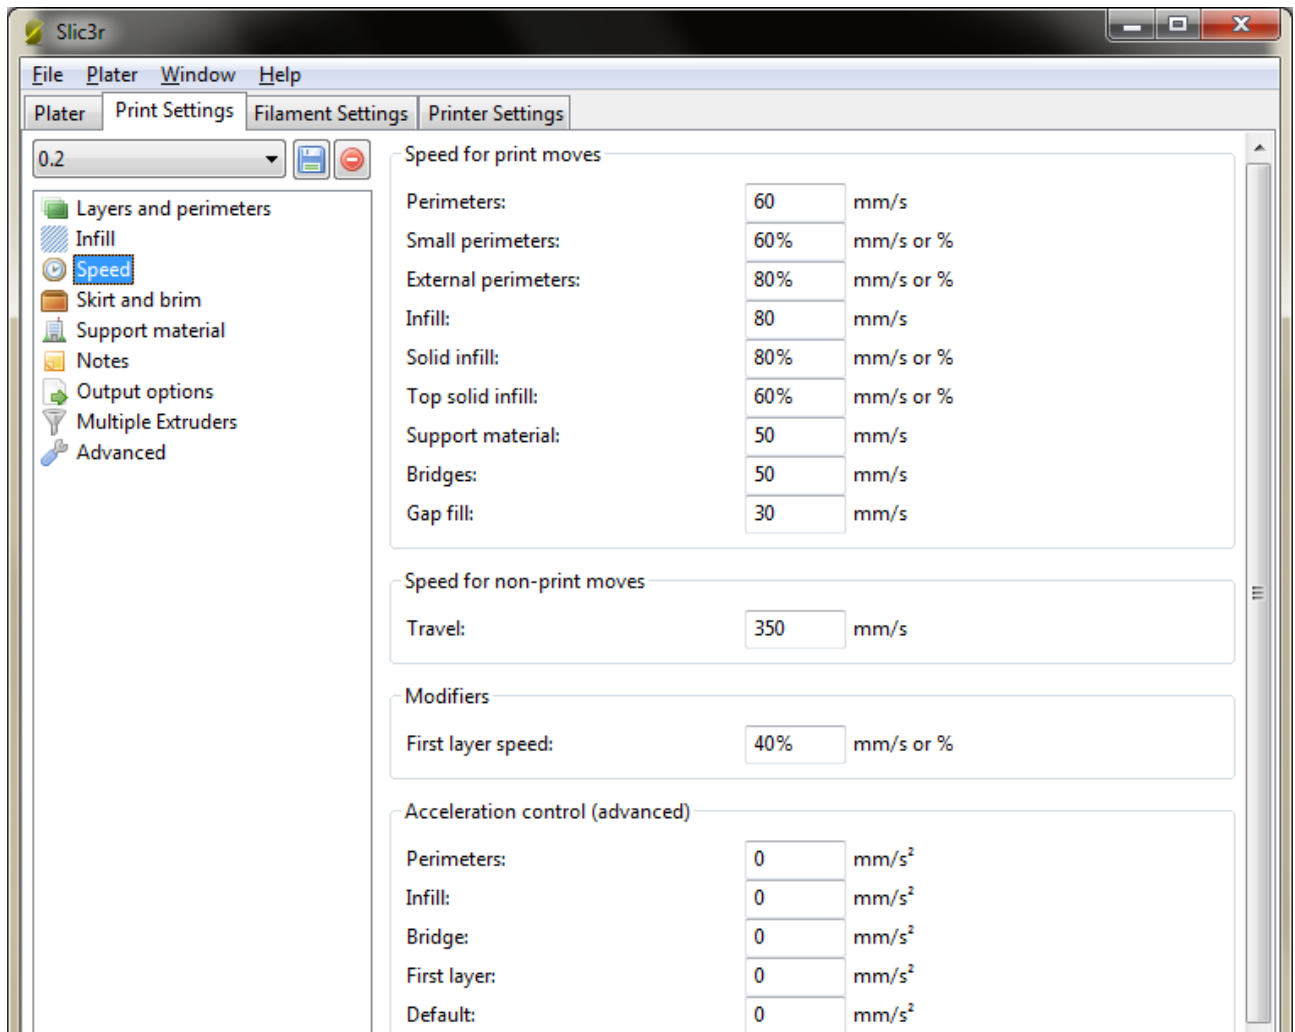 Slic3r
File Plater Window Help
Plater Print Settings Filament Settings Printer Settings
0.2
Layers and perimeters
Infill
Speed
Skirt and brim
Support material
Notes
Output options
Multiple Extruders
Advanced
Speed for print moves
Perimeters: 60 mm/s
Small perimeters: 60% mm/s or %
External perimeters: 80% mm/s or %
Infill: 80 mm/s
Solid infill: 80% mm/s or %
Top solid infill: 60% mm/s or %
Support material: 50 mm/s
Bridges: 50 mm/s
Gap fill: 30 mm/s
Speed for non-print moves
Travel: 350 mm/s
Modifiers
First layer speed: 40% mm/s or %
Acceleration control (advanced)
Perimeters: 0 mm/s²
Infill: 0 mm/s²
Bridge: 0 mm/s²
First layer: 0 mm/s²
Default: 0 mm/s²